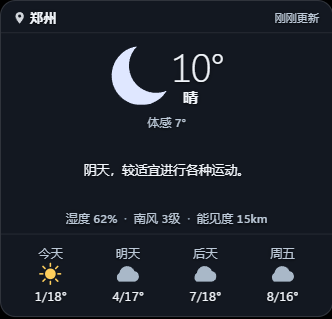 郑州 刚刚更新
10°
晴
体感 7°
阴天，较适宜进行各种运动。
湿度 62% · 南风 3级 · 能见度 15km
今天 明天 后天 周五
1/18° 4/17° 7/18° 8/16°